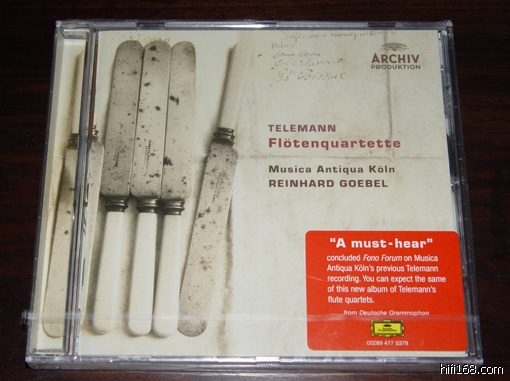 ARCHIV
PRODUKTION
TELEMANN
Flötenquartette
Musica Antiqua Köln
REINHARD GOEBEL
"A must-hear"
concluded Fono Forum on Musica
Antiqua Köln's previous Telemann
recording. You can expect the same
of this new album of Telemann's
flute quartets.
from Deutsche Grammophon
00289 477 5379
hifi168.com